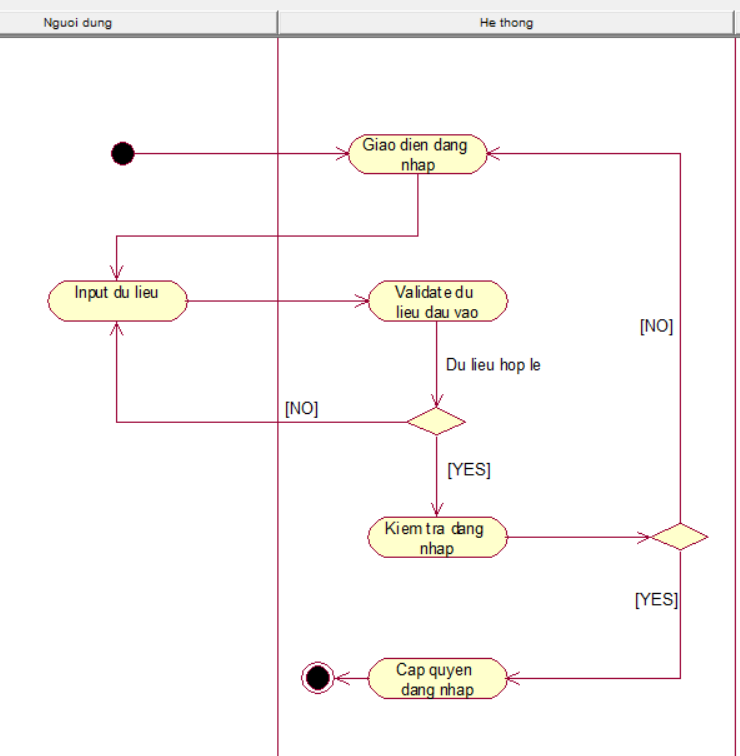 Nguoi dung
He thong
Giao dien dang
nhap
Input du lieu
Validate du
lieu dau vao
[NO]
Du lieu hop le
[NO]
[YES]
Kiem tra dang
nhap
[YES]
Cap quyen
dang nhap